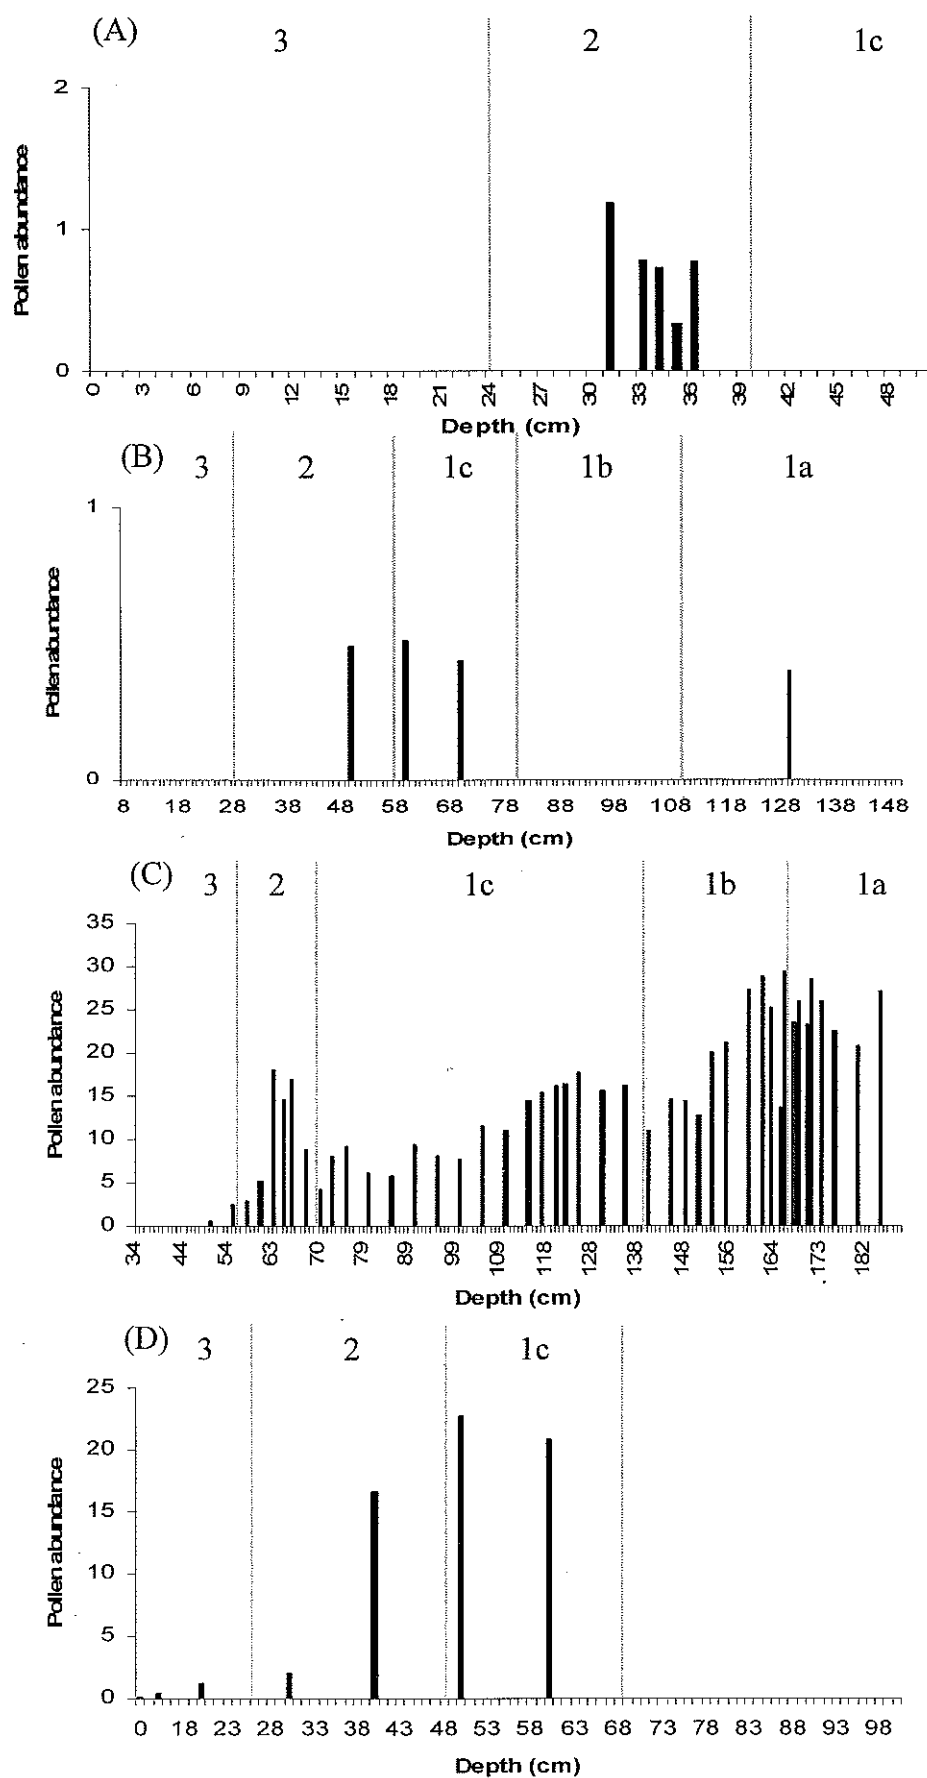 (A) 3 2 1c
2
1
0
Pollen abundance
0 3 6 9 12 15 18 21 24 27 30 33 36 39 42 45 48
Depth (cm)
(B) 3 2 1c 1b 1a
1
0
Pollen abundance
8 18 28 38 48 58 68 78 88 98 108 118 128 138 148
Depth (cm)
(C) 3 2 1c 1b 1a
35
30
25
20
15
10
5
0
Pollen abundance
34 44 54 63 70 79 89 99 109 118 128 138 148 156 164 173 182
Depth (cm)
(D) 3 2 1c
25
20
15
10
5
0
Pollen abundance
0 18 23 28 33 43 53 63 68 73 78 83 88 93 98
Depth (cm)